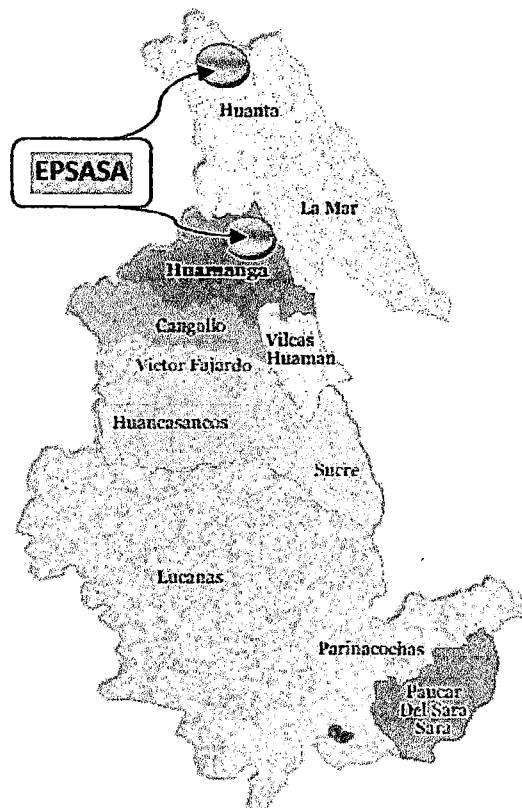 Huanta
EPSASA
La Mar
Huamanga
Cangallo
Vilcas
Huaman
Victor Fajardo
Huancasancos
Sucre
Lucanas
Parinacochas
Paucar
Del Sara
Sara